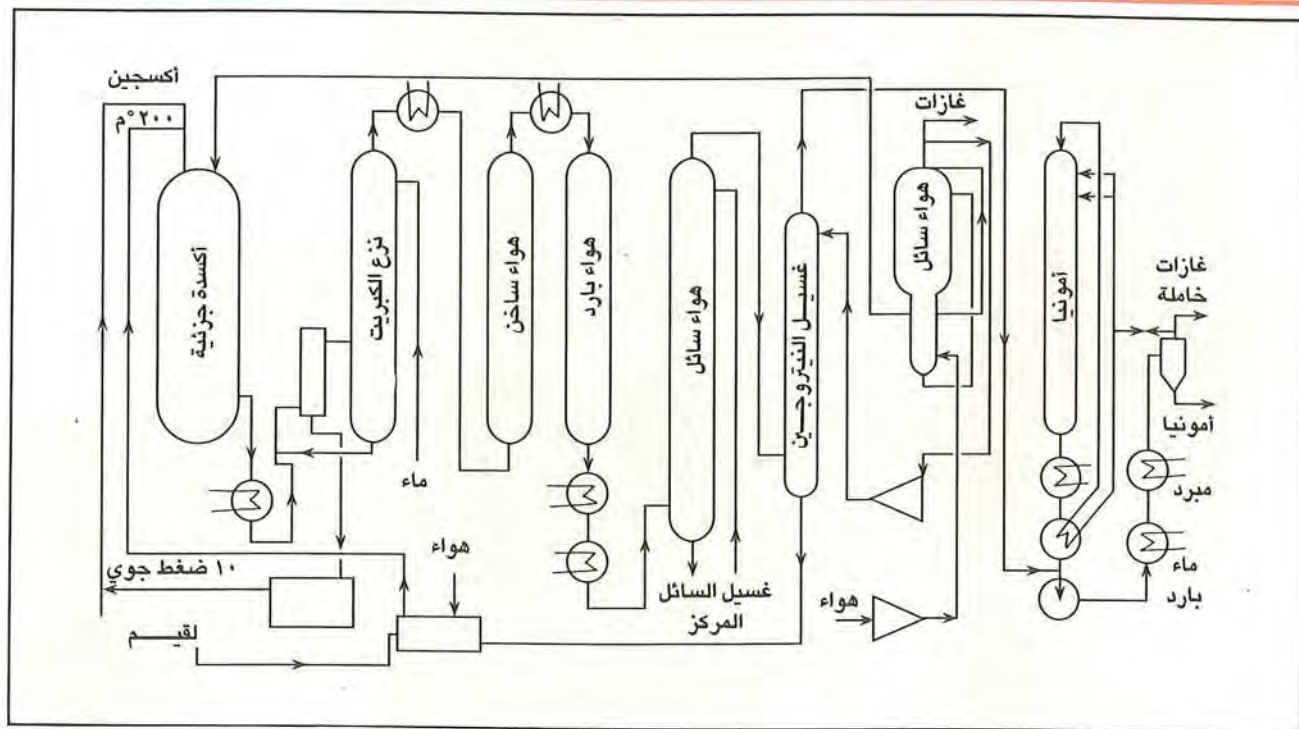 أكسجين
٢٠٠ °م
أكسدة جزئية
نزع الكبريت
ماء
هواء ساخن
هواء بارد
هواء سائل
غسيل السائل
المركز
غسيل النيتروجين
غازات
هواء سائل
أمونيا
غازات
خاملة
أمونيا
مبرد
ماء
بارد
هواء
هواء
١٠ ضغط جوي
لقيـــم